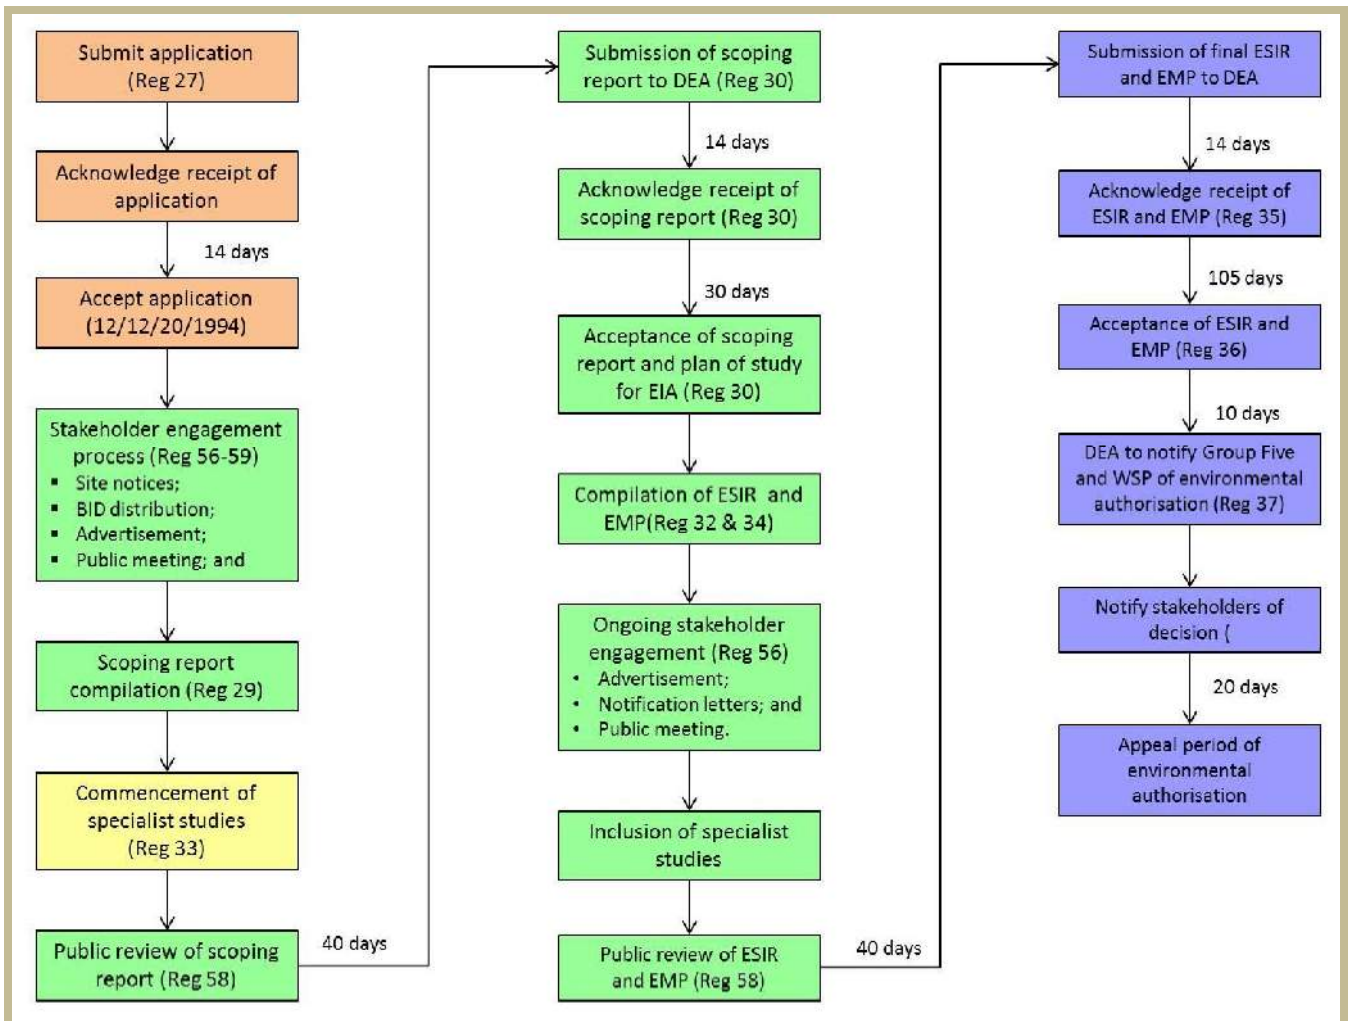 Submit application
(Reg 27)
Acknowledge receipt of
application
14 days
Accept application
(12/12/20/1994)
Stakeholder engagement
process (Reg 56-59)
▪ Site notices;
▪ BID distribution;
▪ Advertisement;
▪ Public meeting; and
Scoping report
compilation (Reg 29)
Commencement of
specialist studies
(Reg 33)
Public review of scoping
report (Reg 58)
40 days
Submission of scoping
report to DEA (Reg 30)
14 days
Acknowledge receipt of
scoping report (Reg 30)
30 days
Acceptance of scoping
report and plan of study
for EIA (Reg 30)
Compilation of ESIR and
EMP(Reg 32 & 34)
Ongoing stakeholder
engagement (Reg 56)
• Advertisement;
• Notification letters; and
• Public meeting.
Inclusion of specialist
studies
Public review of ESIR
and EMP (Reg 58)
40 days
Submission of final ESIR
and EMP to DEA
14 days
Acknowledge receipt of
ESIR and EMP (Reg 35)
105 days
Acceptance of ESIR and
EMP (Reg 36)
10 days
DEA to notify Group Five
and WSP of environmental
authorisation (Reg 37)
Notify stakeholders of
decision (
20 days
Appeal period of
environmental
authorisation